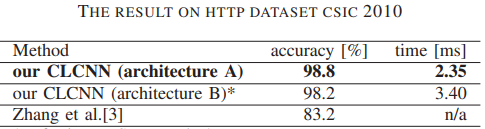 THE RESULT ON HTTP DATASET CSIC 2010
Method accuracy [%] time [ms]
our CLCNN (architecture A) 98.8 2.35
our CLCNN (architecture B)* 98.2 3.40
Zhang et al.[3] 83.2 n/a